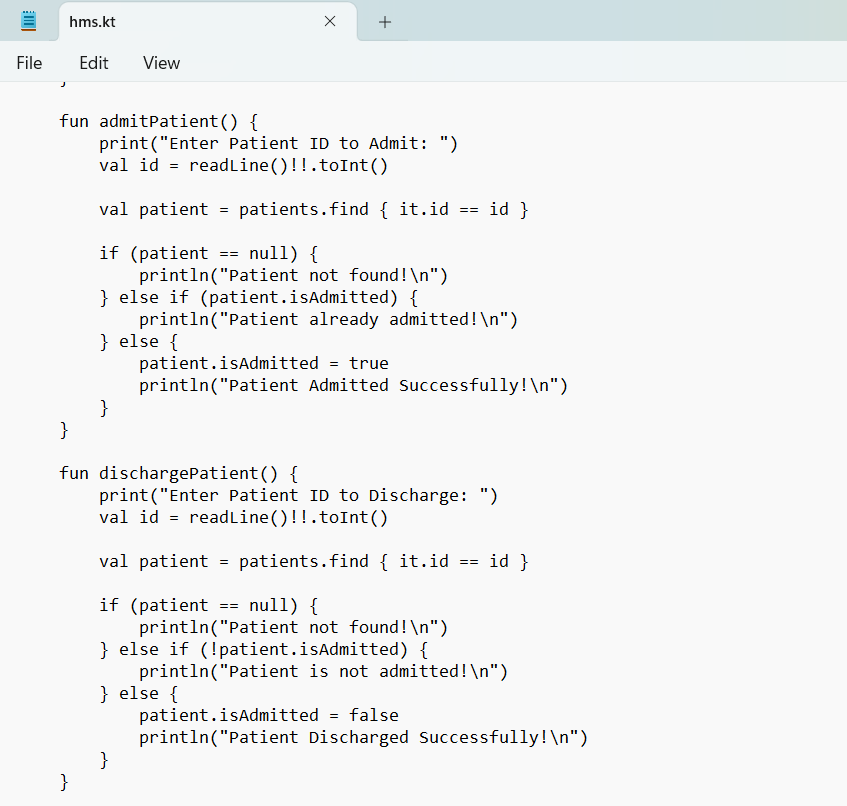 hms.kt
File Edit View
}
fun admitPatient() {
print("Enter Patient ID to Admit: ")
val id = readLine()!!.toInt()
val patient = patients.find { it.id == id }
if (patient == null) {
println("Patient not found!\n")
} else if (patient.isAdmitted) {
println("Patient already admitted!\n")
} else {
patient.isAdmitted = true
println("Patient Admitted Successfully!\n")
}
}
fun dischargePatient() {
print("Enter Patient ID to Discharge: ")
val id = readLine()!!.toInt()
val patient = patients.find { it.id == id }
if (patient == null) {
println("Patient not found!\n")
} else if (!patient.isAdmitted) {
println("Patient is not admitted!\n")
} else {
patient.isAdmitted = false
println("Patient Discharged Successfully!\n")
}
}